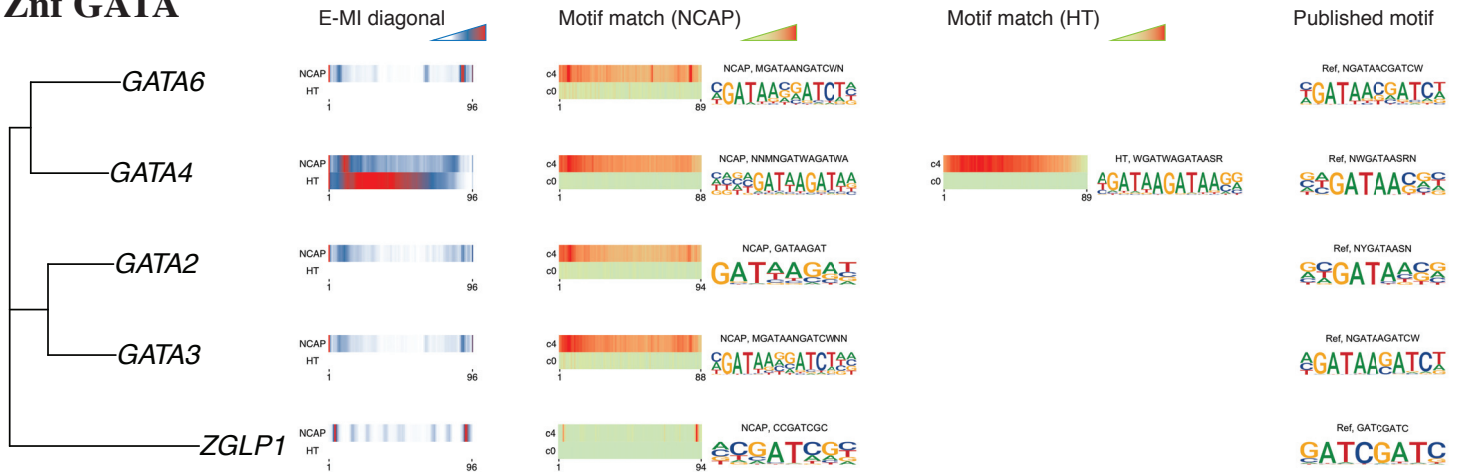 Znf GATA
E-MI diagonal
Motif match (NCAP)
Motif match (HT)
Published motif
GATA6
NCAP
HT
1
96
c4
c0
1
89
NCAP, MGATAANGATCWN
Ref, NGATAACGATCW
GATA4
NCAP
HT
1
96
c4
c0
1
88
NCAP, NNMNGATWAGATWA
c4
c0
1
89
HT, WGATWAGATAASR
Ref, NWGATAASRN
GATA2
NCAP
HT
1
96
c4
c0
1
94
NCAP, GATAAGAT
Ref, NYGATAASN
GATA3
NCAP
HT
1
96
c4
c0
1
88
NCAP, MGATAANGATCWNN
Ref, NGATAAGATCW
ZGLP1
NCAP
HT
1
96
c4
c0
1
94
NCAP, CCGATCGC
Ref, GATCGATC
GATCGATC